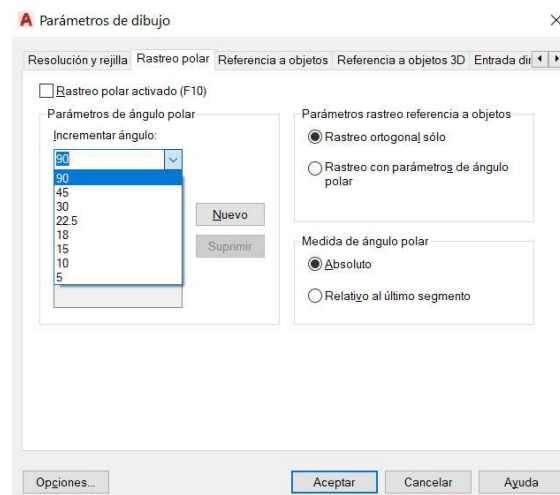 A Parámetros de dibujo
Resolución y rejilla Rastreo polar Referencia a objetos Referencia a objetos 3D Entrada din
Rastreo polar activado (F10)
Parámetros de ángulo polar
Incrementar ángulo:
90
90
45
30
22.5
18
15
10
5
Nuevo
Suprimir
Parámetros rastreo referencia a objetos
Rastreo ortogonal sólo
Rastreo con parámetros de ángulo
polar
Medida de ángulo polar
Absoluto
Relativo al último segmento
Opciones...
Aceptar
Cancelar
Ayuda